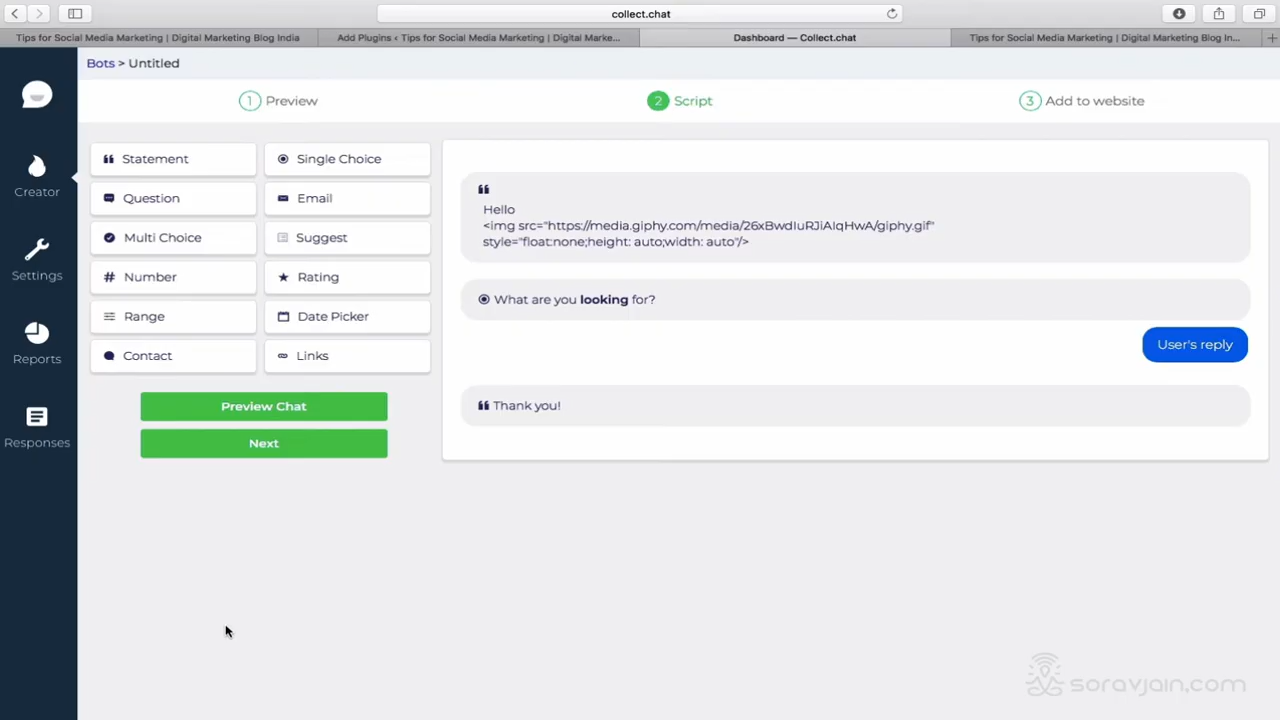 collect.chat
Tips for Social Media Marketing | Digital Marketing Blog India
Add Plugins ‹ Tips for Social Media Marketing | Digital Marke...
Dashboard — Collect.chat
Tips for Social Media Marketing | Digital Marketing Blog In...
Bots > Untitled
1 Preview
2 Script
3 Add to website
Creator
Settings
Reports
Responses
Statement
Single Choice
Question
Email
Multi Choice
Suggest
# Number
Rating
Range
Date Picker
Contact
Links
Preview Chat
Next
Hello
<img src="https://media.giphy.com/media/26xBwdIuRJiAIqHwA/giphy.gif"
style="float:none;height: auto;width: auto"/>
What are you looking for?
User's reply
Thank you!
soravjain.com